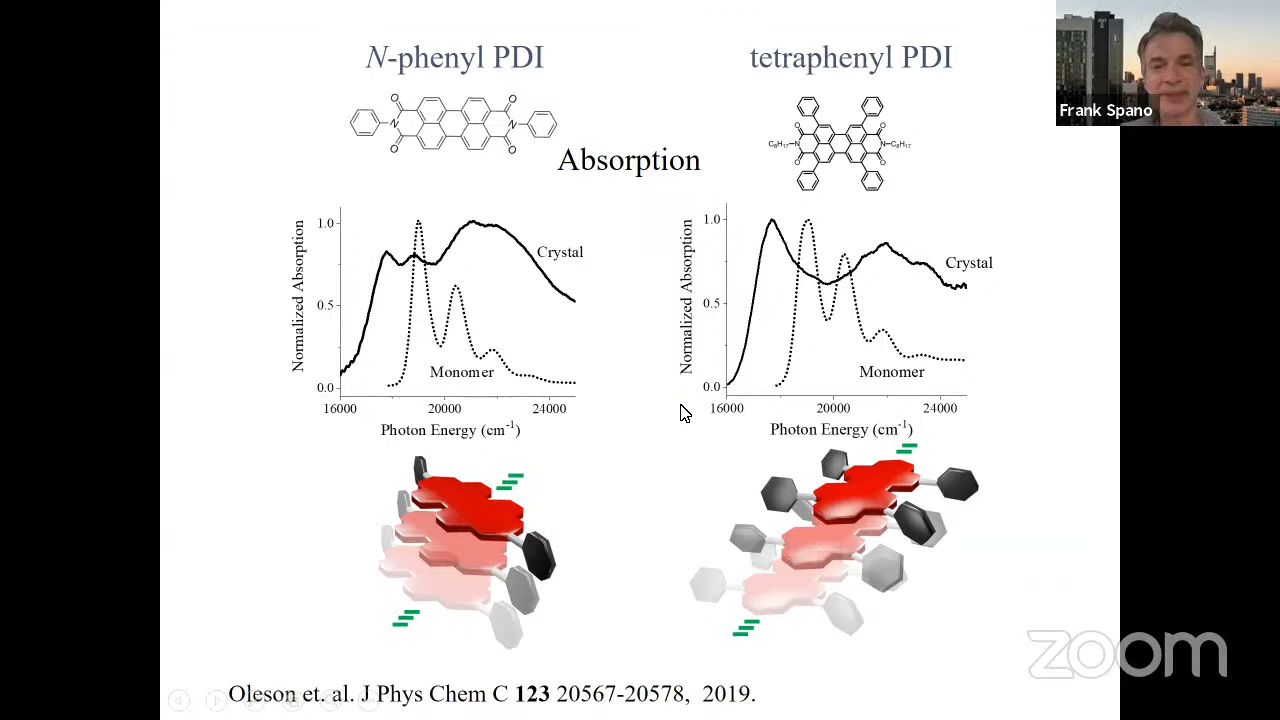 N-phenyl PDI
tetraphenyl PDI
Frank Spano
O
O
N
N
O
O
Absorption
O
O
C₈H₁₇
N
N
C₈H₁₇
O
O
Normalized Absorption
1.0
0.5
0.0
Crystal
Monomer
16000
20000
24000
Photon Energy (cm⁻¹)
Normalized Absorption
1.0
0.5
0.0
Crystal
Monomer
16000
20000
24000
Photon Energy (cm⁻¹)
zoom
Oleson et. al. J Phys Chem C 123 20567-20578, 2019.